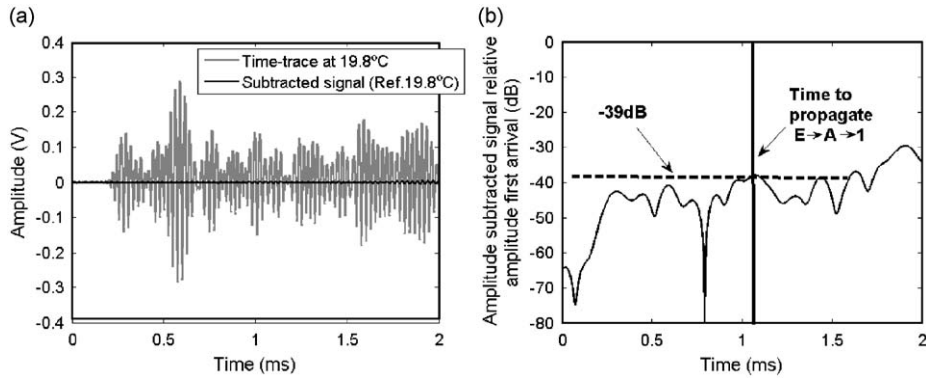 (a)
0.4
0.3
0.2
0.1
0
-0.1
-0.2
-0.3
-0.4
Amplitude (V)
Time-trace at 19.8ºC
Subtracted signal (Ref.19.8ºC)
0
0.5
1
1.5
2
Time (ms)
(b)
0
-10
-20
-30
-40
-50
-60
-70
-80
Amplitude subtracted signal relative
amplitude first arrival (dB)
-39dB
Time to
propagate
E→A→1
0
0.5
1
1.5
2
Time (ms)